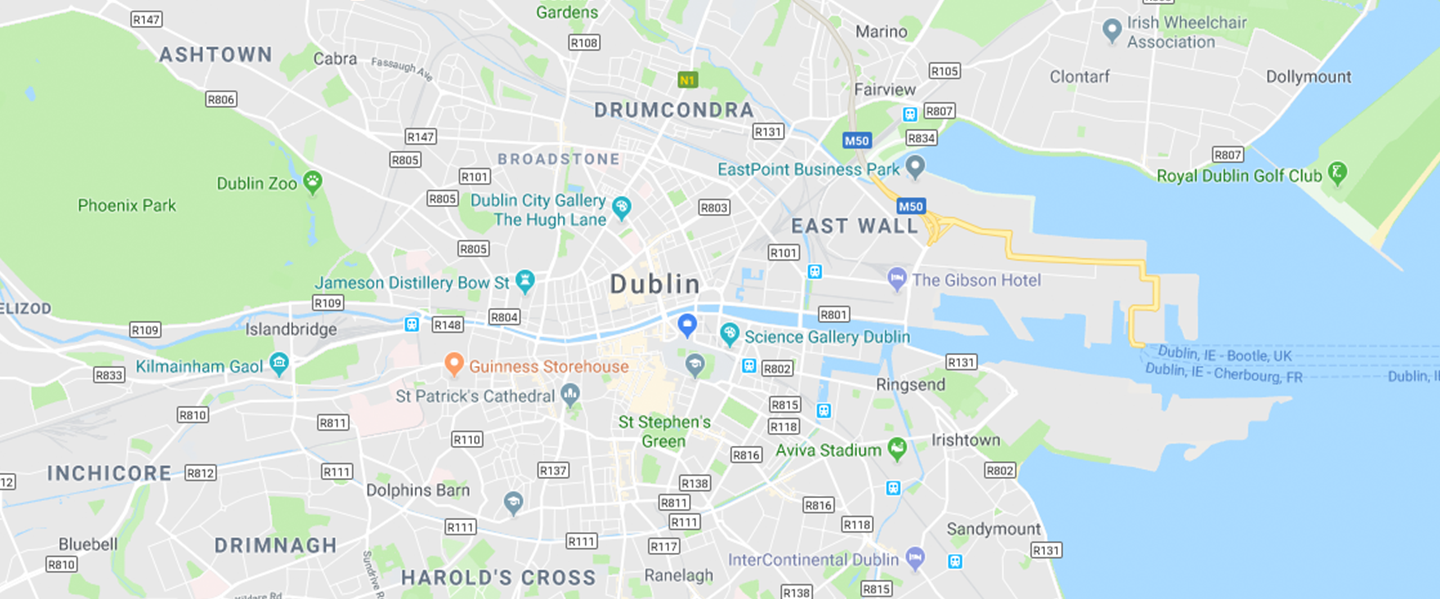 R147
Gardens
Marino
Irish Wheelchair
Association
ASHTOWN
Cabra
Fassaugh Ave
R108
N1
R105
Clontarf
Dollymount
R806
DRUMCONDRA
Fairview
R807
R147
R131
M50
R834
R805
BROADSTONE
EastPoint Business Park
R807
Royal Dublin Golf Club
Dublin Zoo
R101
R805
Phoenix Park
Dublin City Gallery
The Hugh Lane
R803
M50
EAST WALL
R805
R101
Jameson Distillery Bow St
Dublin
The Gibson Hotel
ELIZOD
R109
R109
Islandbridge
R148
R804
R801
Science Gallery Dublin
Kilmainham Gaol
Guinness Storehouse
R802
R131
Dublin, IE - Bootle, UK
Dublin, IE - Cherbourg, FR
R833
St Patrick's Cathedral
Ringsend
R810
R811
St Stephen's
Green
R815
R118
R110
Aviva Stadium
Irishtown
R816
INCHICORE
R812
R111
R137
R802
12
Dolphins Barn
R138
R811
R816
R111
R111
R118
Sandymount
Bluebell
DRIMNAGH
R111
R117
R131
R810
Sundrive Rd
InterContinental Dublin
HAROLD'S CROSS
Ranelagh
R138
R815